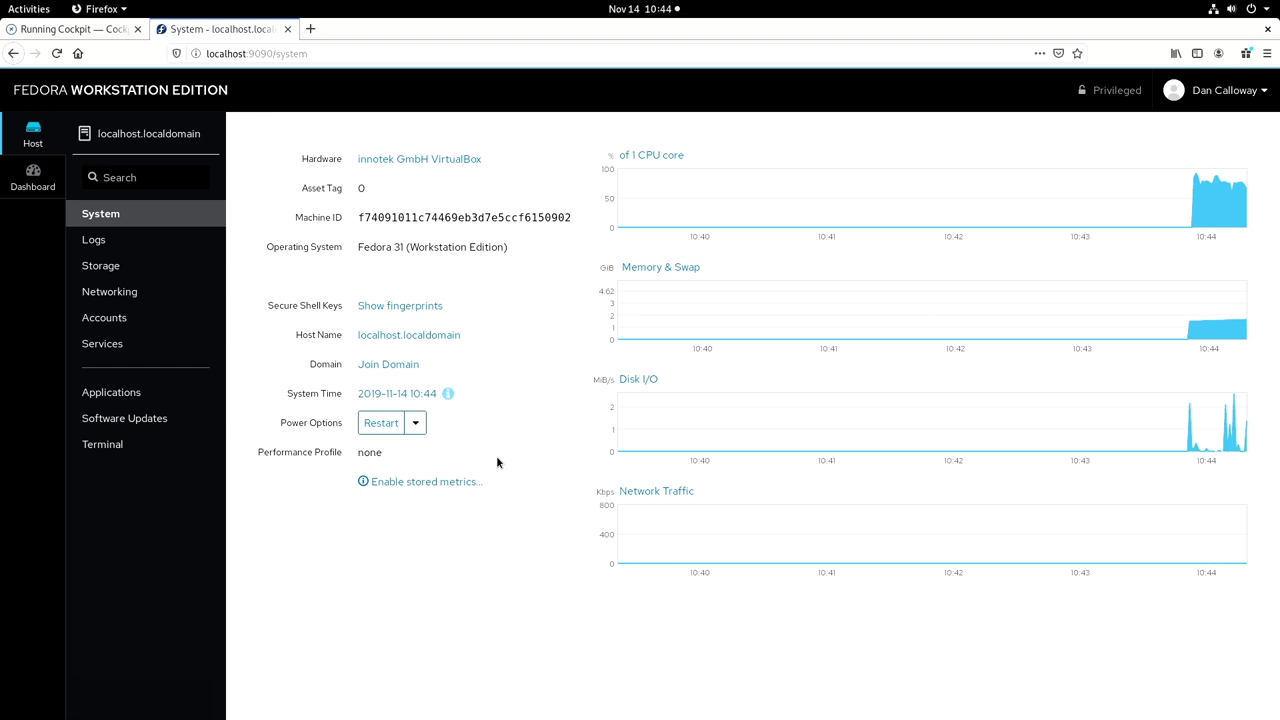 Activities
Firefox
Nov 14 10:44
Running Cockpit — Cock
System - localhost.local
localhost:9090/system
FEDORA WORKSTATION EDITION
Privileged
Dan Calloway
Host
Dashboard
localhost.localdomain
Search
System
Logs
Storage
Networking
Accounts
Services
Applications
Software Updates
Terminal
Hardware innotek GmbH VirtualBox
Asset Tag 0
Machine ID f74091011c74469eb3d7e5ccf6150902
Operating System Fedora 31 (Workstation Edition)
Secure Shell Keys Show fingerprints
Host Name localhost.localdomain
Domain Join Domain
System Time 2019-11-14 10:44
Power Options Restart
Performance Profile none
Enable stored metrics...
% of 1 CPU core
100
50
0
10:40 10:41 10:42 10:43 10:44
GiB Memory & Swap
4.62
3
2
1
0
10:40 10:41 10:42 10:43 10:44
MiB/s Disk I/O
2
1
0
10:40 10:41 10:42 10:43 10:44
Kbps Network Traffic
800
400
0
10:40 10:41 10:42 10:43 10:44